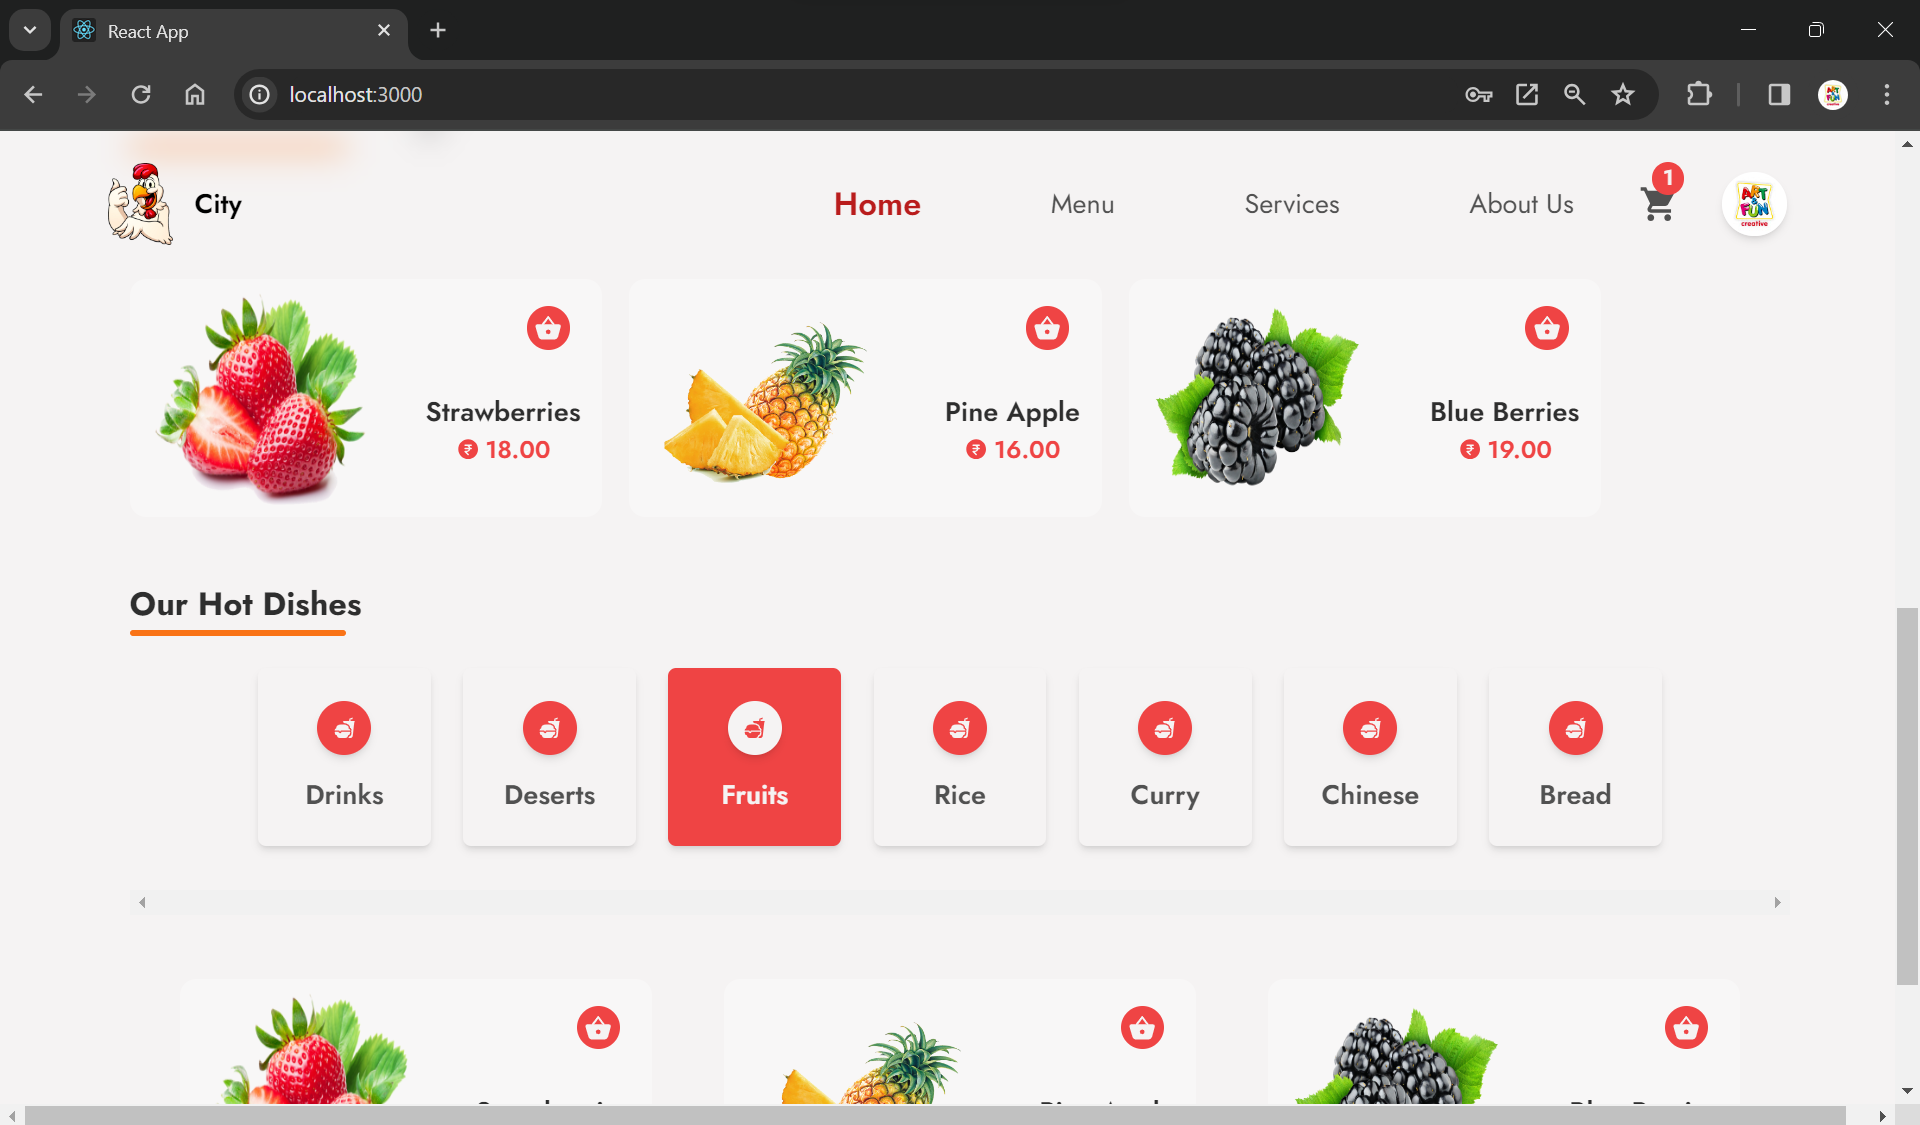 React App
localhost:3000
City
Home
Menu
Services
About Us
1
ART & FUN
creative
Strawberries
₹ 18.00
Pine Apple
₹ 16.00
Blue Berries
₹ 19.00
Our Hot Dishes
Drinks
Deserts
Fruits
Rice
Curry
Chinese
Bread